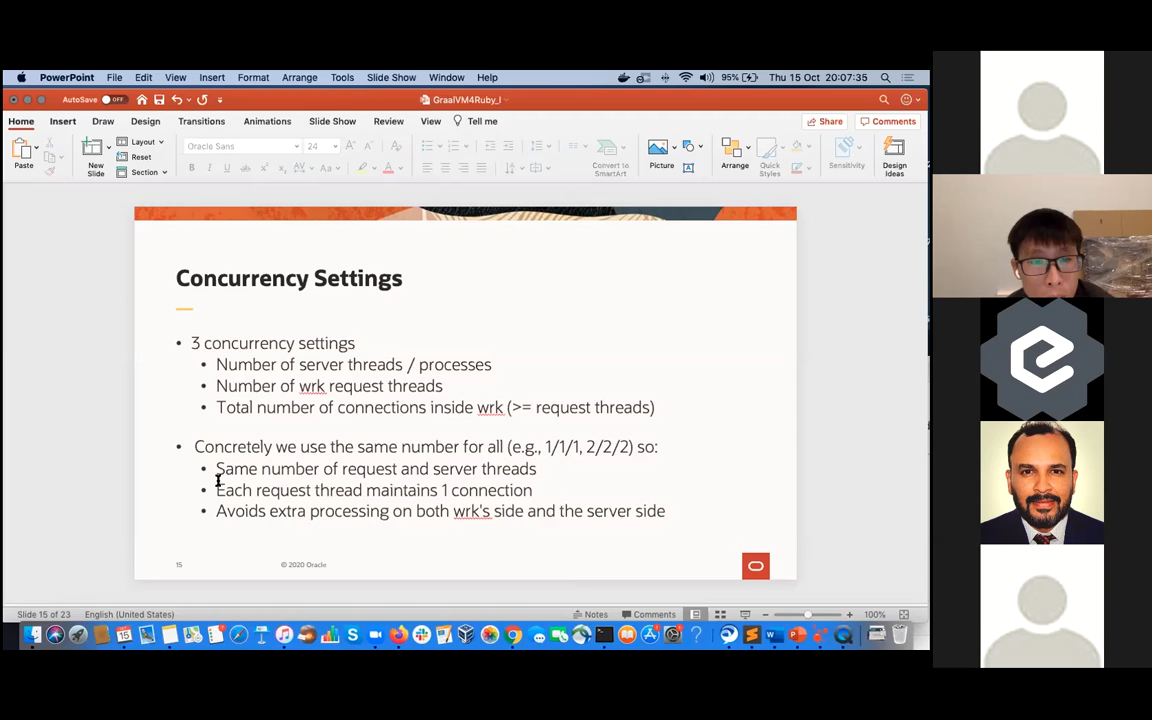 PowerPoint File Edit View Insert Format Arrange Tools Slide Show Window Help 95% Thu 15 Oct 20:07:35
AutoSave OFF GraalVM4Ruby_I
Home Insert Draw Design Transitions Animations Slide Show Review View Tell me Share Comments
Paste New Slide Layout Reset Section Oracle Sans 24 Convert to SmartArt Picture Arrange Quick Styles Sensitivity Design Ideas
Concurrency Settings
• 3 concurrency settings
• Number of server threads / processes
• Number of wrk request threads
• Total number of connections inside wrk (>= request threads)
• Concretely we use the same number for all (e.g., 1/1/1, 2/2/2) so:
• Same number of request and server threads
• Each request thread maintains 1 connection
• Avoids extra processing on both wrk's side and the server side
15 © 2020 Oracle
Slide 15 of 23 English (United States) Notes Comments 100%